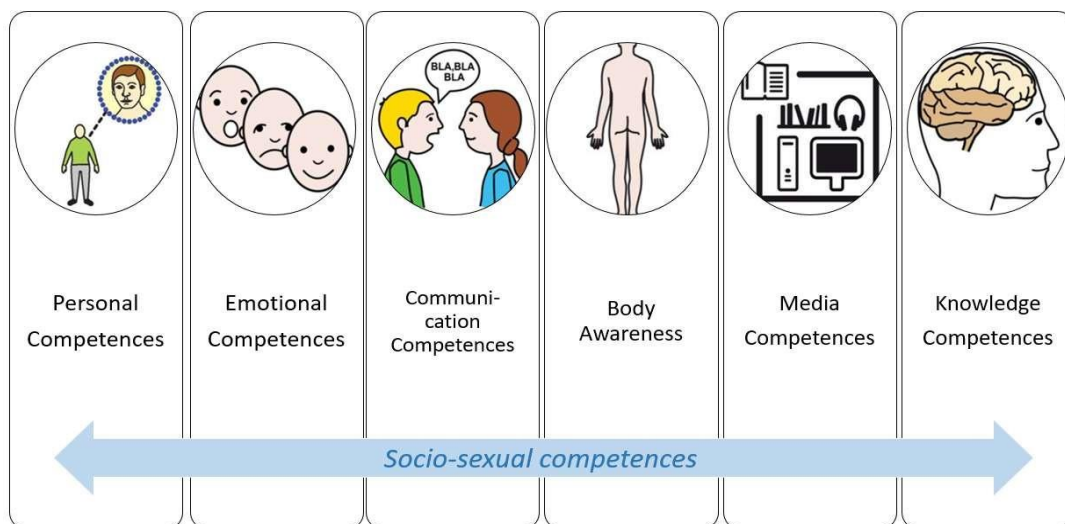 BLA,BLA
BLA
Personal
Competences
Emotional
Competences
Communi-
cation
Competences
Body
Awareness
Media
Competences
Knowledge
Competences
Socio-sexual competences